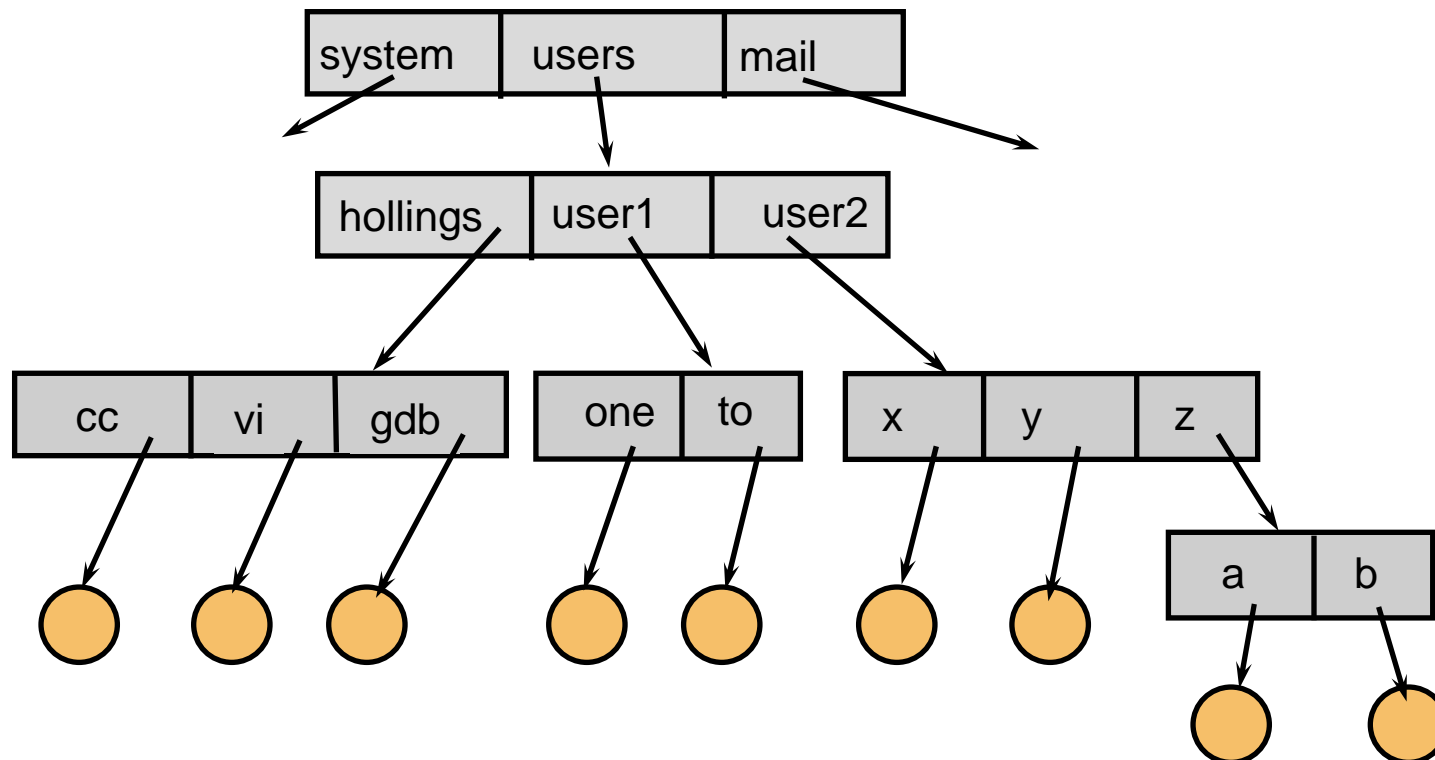 system users mail
hollings user1 user2
cc vi gdb one to x y z
a b